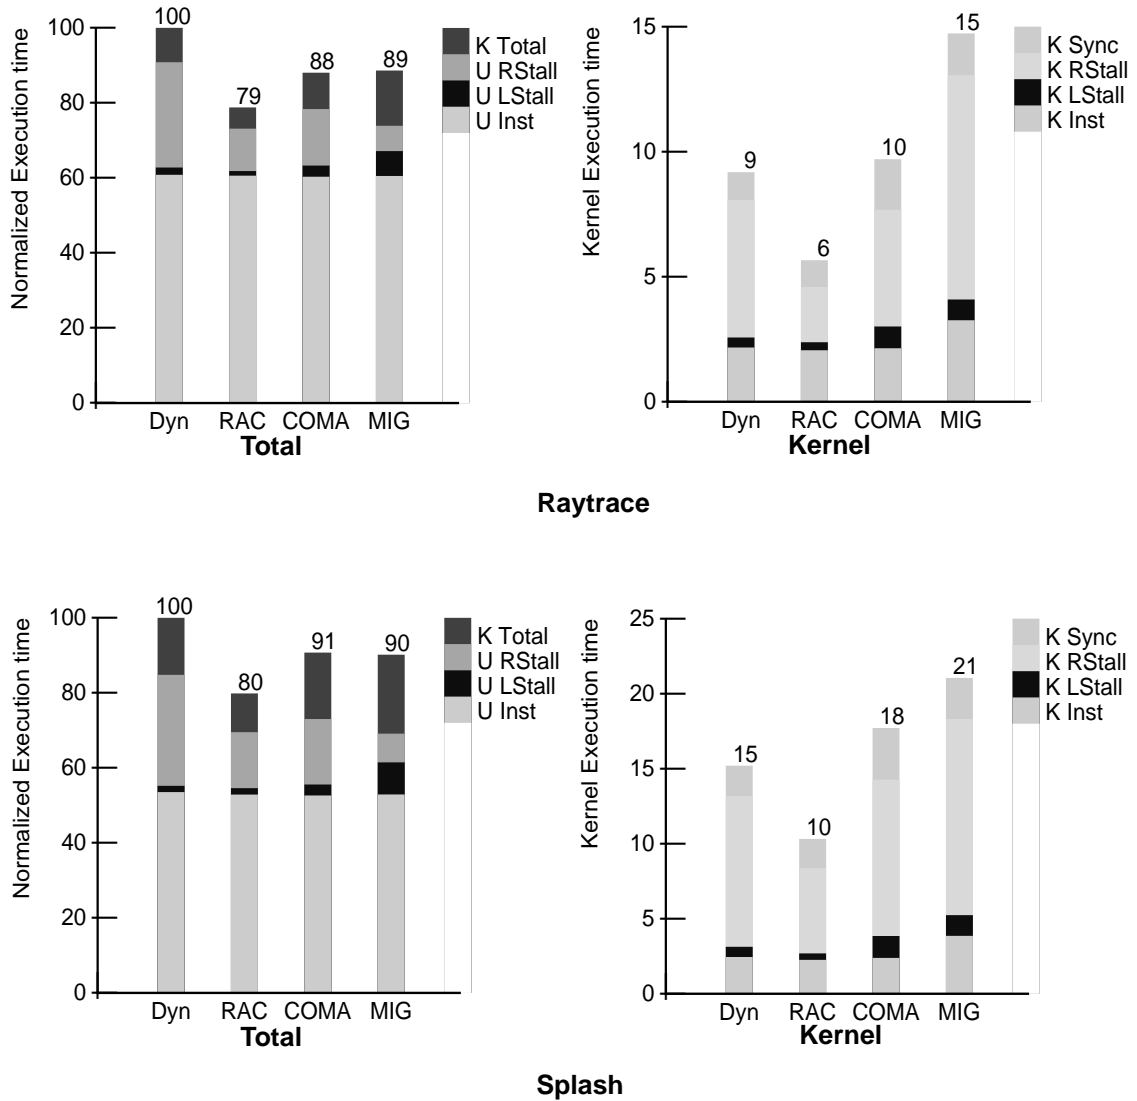 100
100
80
60
40
20
0
Normalized Execution time
79
88
89
K Total
U RStall
U LStall
U Inst
Dyn RAC COMA MIG
Total
15
10
5
0
Kernel Execution time
9
6
10
15
K Sync
K RStall
K LStall
K Inst
Dyn RAC COMA MIG
Kernel
Raytrace
100
100
80
60
40
20
0
Normalized Execution time
80
91
90
K Total
U RStall
U LStall
U Inst
Dyn RAC COMA MIG
Total
25
20
15
10
5
0
Kernel Execution time
15
10
18
21
K Sync
K RStall
K LStall
K Inst
Dyn RAC COMA MIG
Kernel
Splash